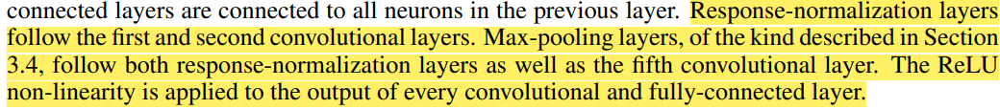 connected layers are connected to all neurons in the previous layer. Response-normalization layers
follow the first and second convolutional layers. Max-pooling layers, of the kind described in Section
3.4, follow both response-normalization layers as well as the fifth convolutional layer. The ReLU
non-linearity is applied to the output of every convolutional and fully-connected layer.